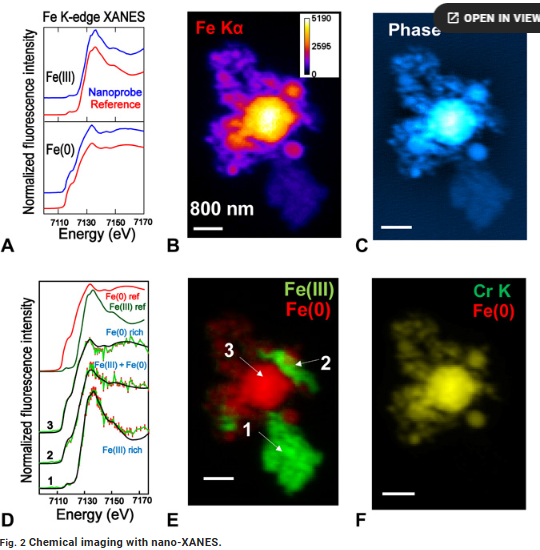 OPEN IN VIEW
Fe K-edge XANES
Normalized fluorescence intensity
Fe(III)
Nanoprobe
Reference
Fe(0)
7110 7130 7150 7170
Energy (eV)
A
Fe Kα
5190
2595
0
800 nm
B
Phase
C
Normalized fluorescence intensity
Fe(0) ref
Fe(III) ref
Fe(0) rich
Fe(III) + Fe(0)
3
2
Fe(III) rich
1
7110 7130 7150 7170
Energy (eV)
D
Fe(III)
Fe(0)
3
2
1
E
Cr K
Fe(0)
F
Fig. 2 Chemical imaging with nano-XANES.